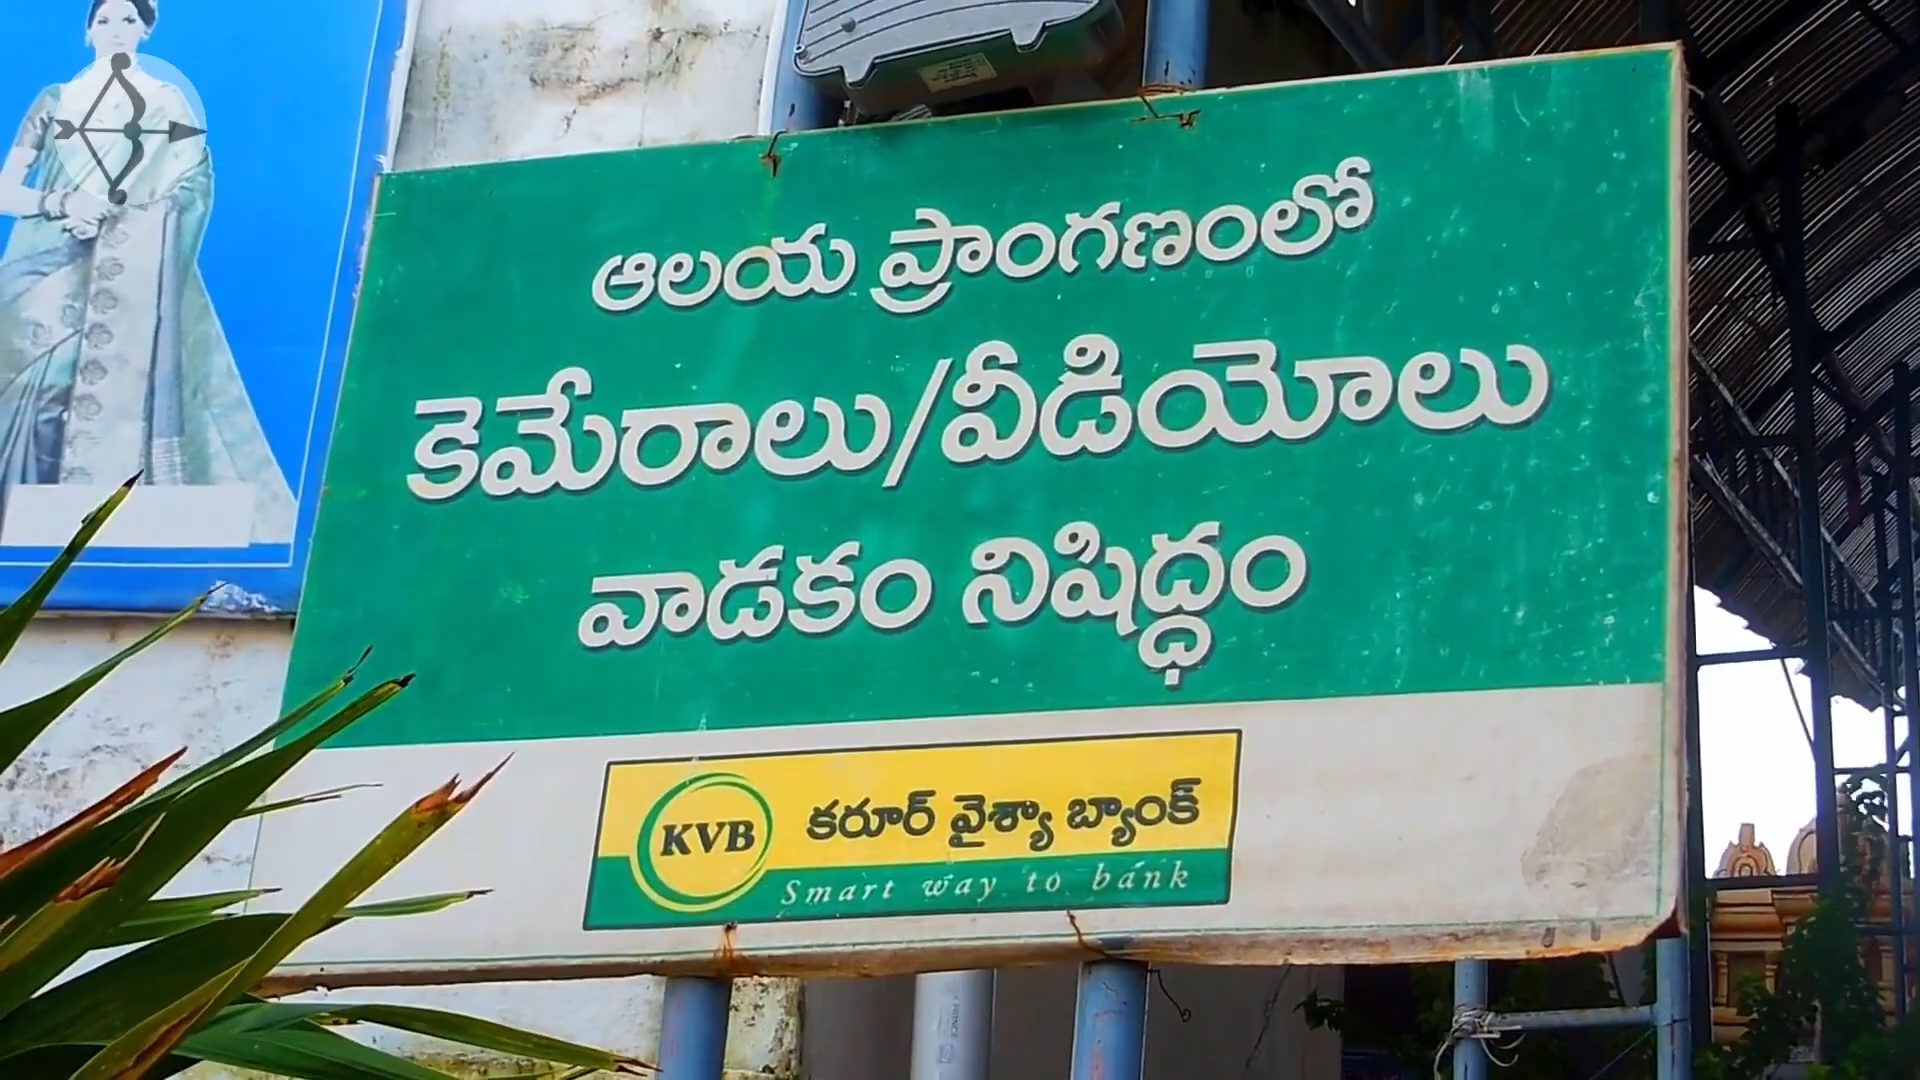 ఆలయ ప్రాంగణంలో
కెమేరాలు/వీడియోలు
వాడకం నిషిద్ధం
KVB కరూర్ వైశ్యా బ్యాంక్
Smart way to bank